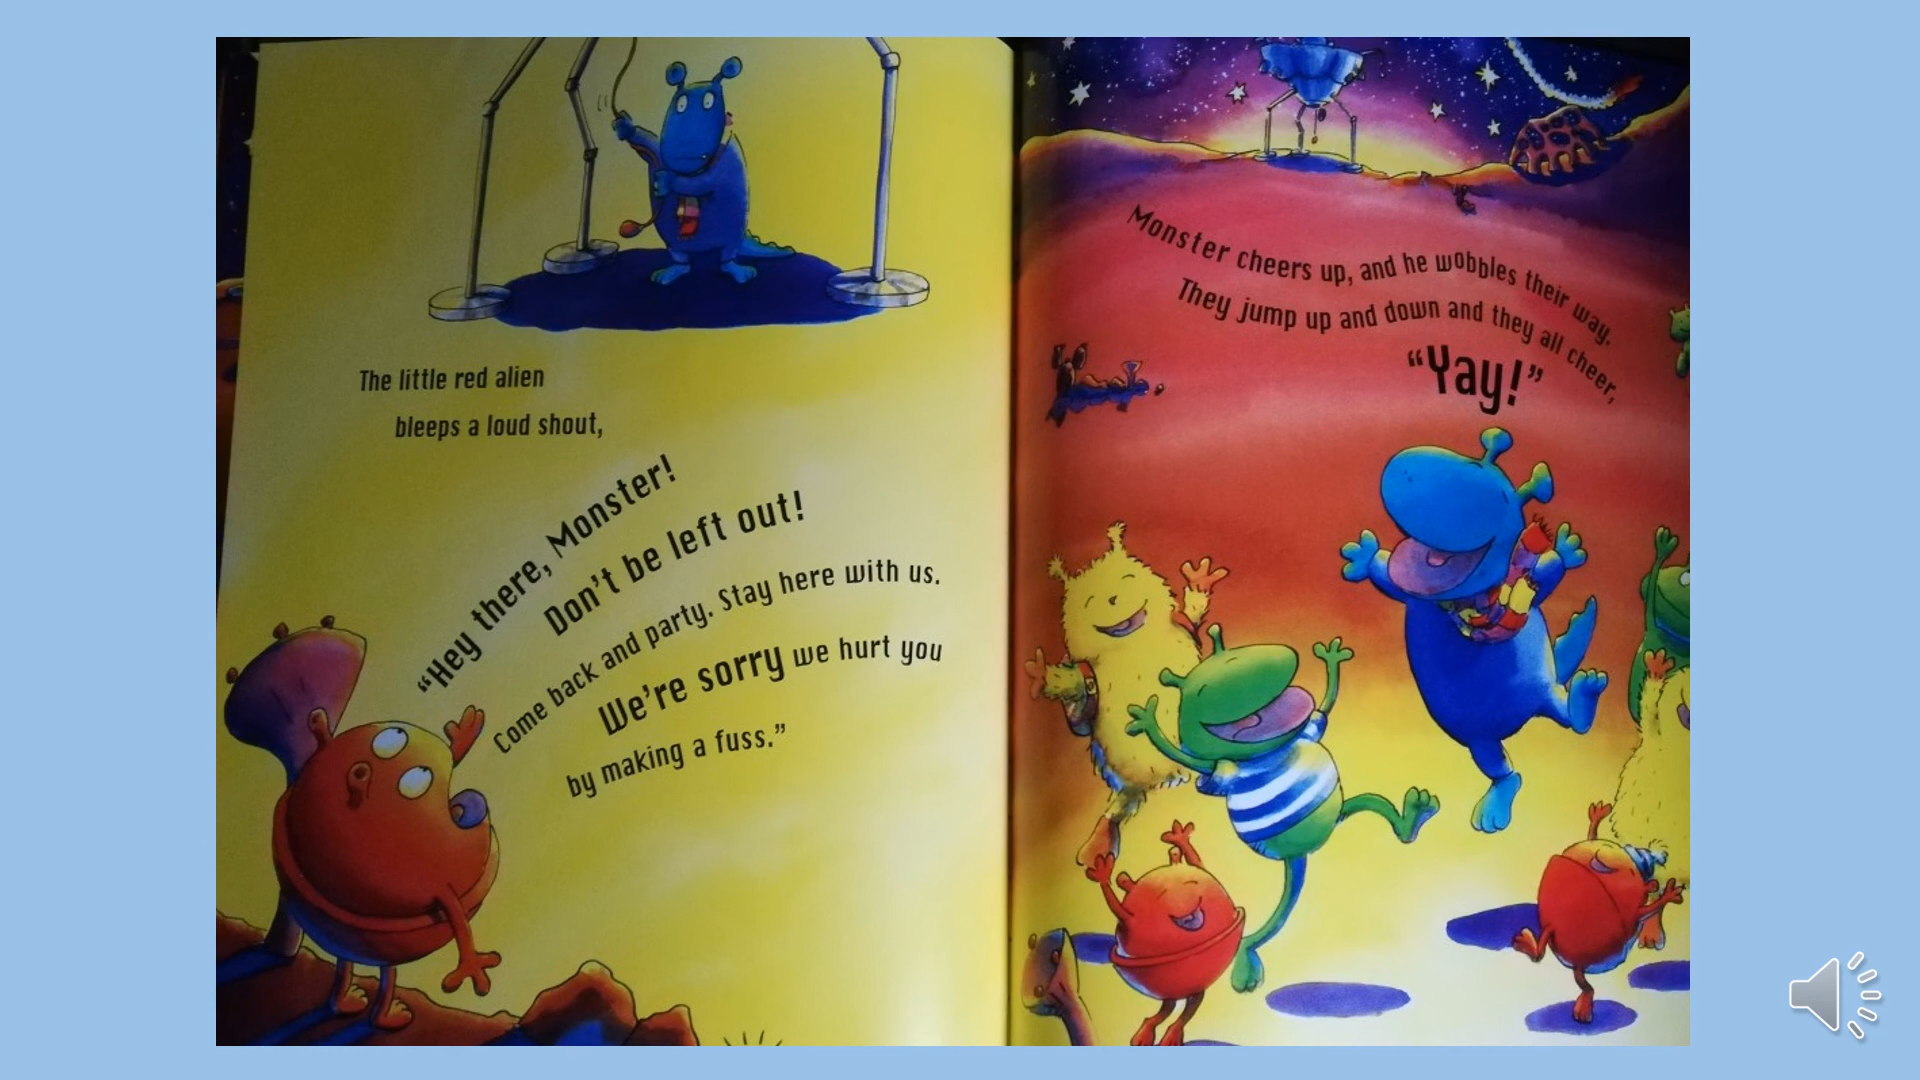 The little red alien
bleeps a loud shout,
“Hey there, Monster!
Don't be left out!
Come back and party. Stay here with us.
We're sorry we hurt you
by making a fuss.”
Monster cheers up, and he wobbles their way.
They jump up and down and they all cheer,
“Yay!”